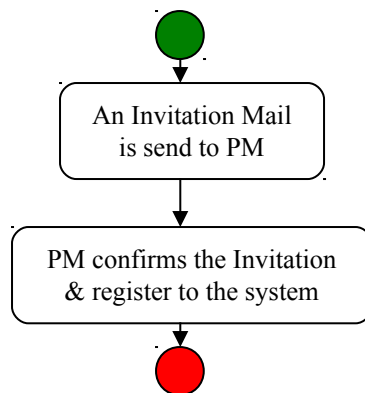 An Invitation Mail
is send to PM
PM confirms the Invitation
& register to the system